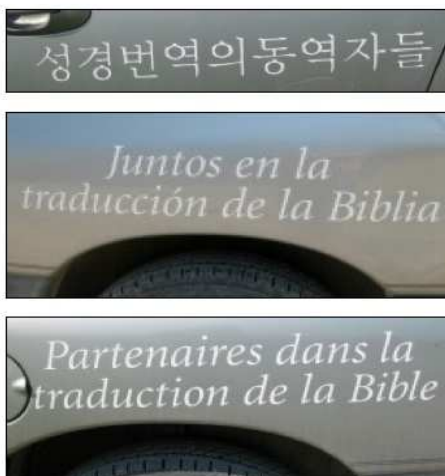 성경번역의동역자들
Juntos en la
traducción de la Biblia
Partenaires dans la
traduction de la Bible